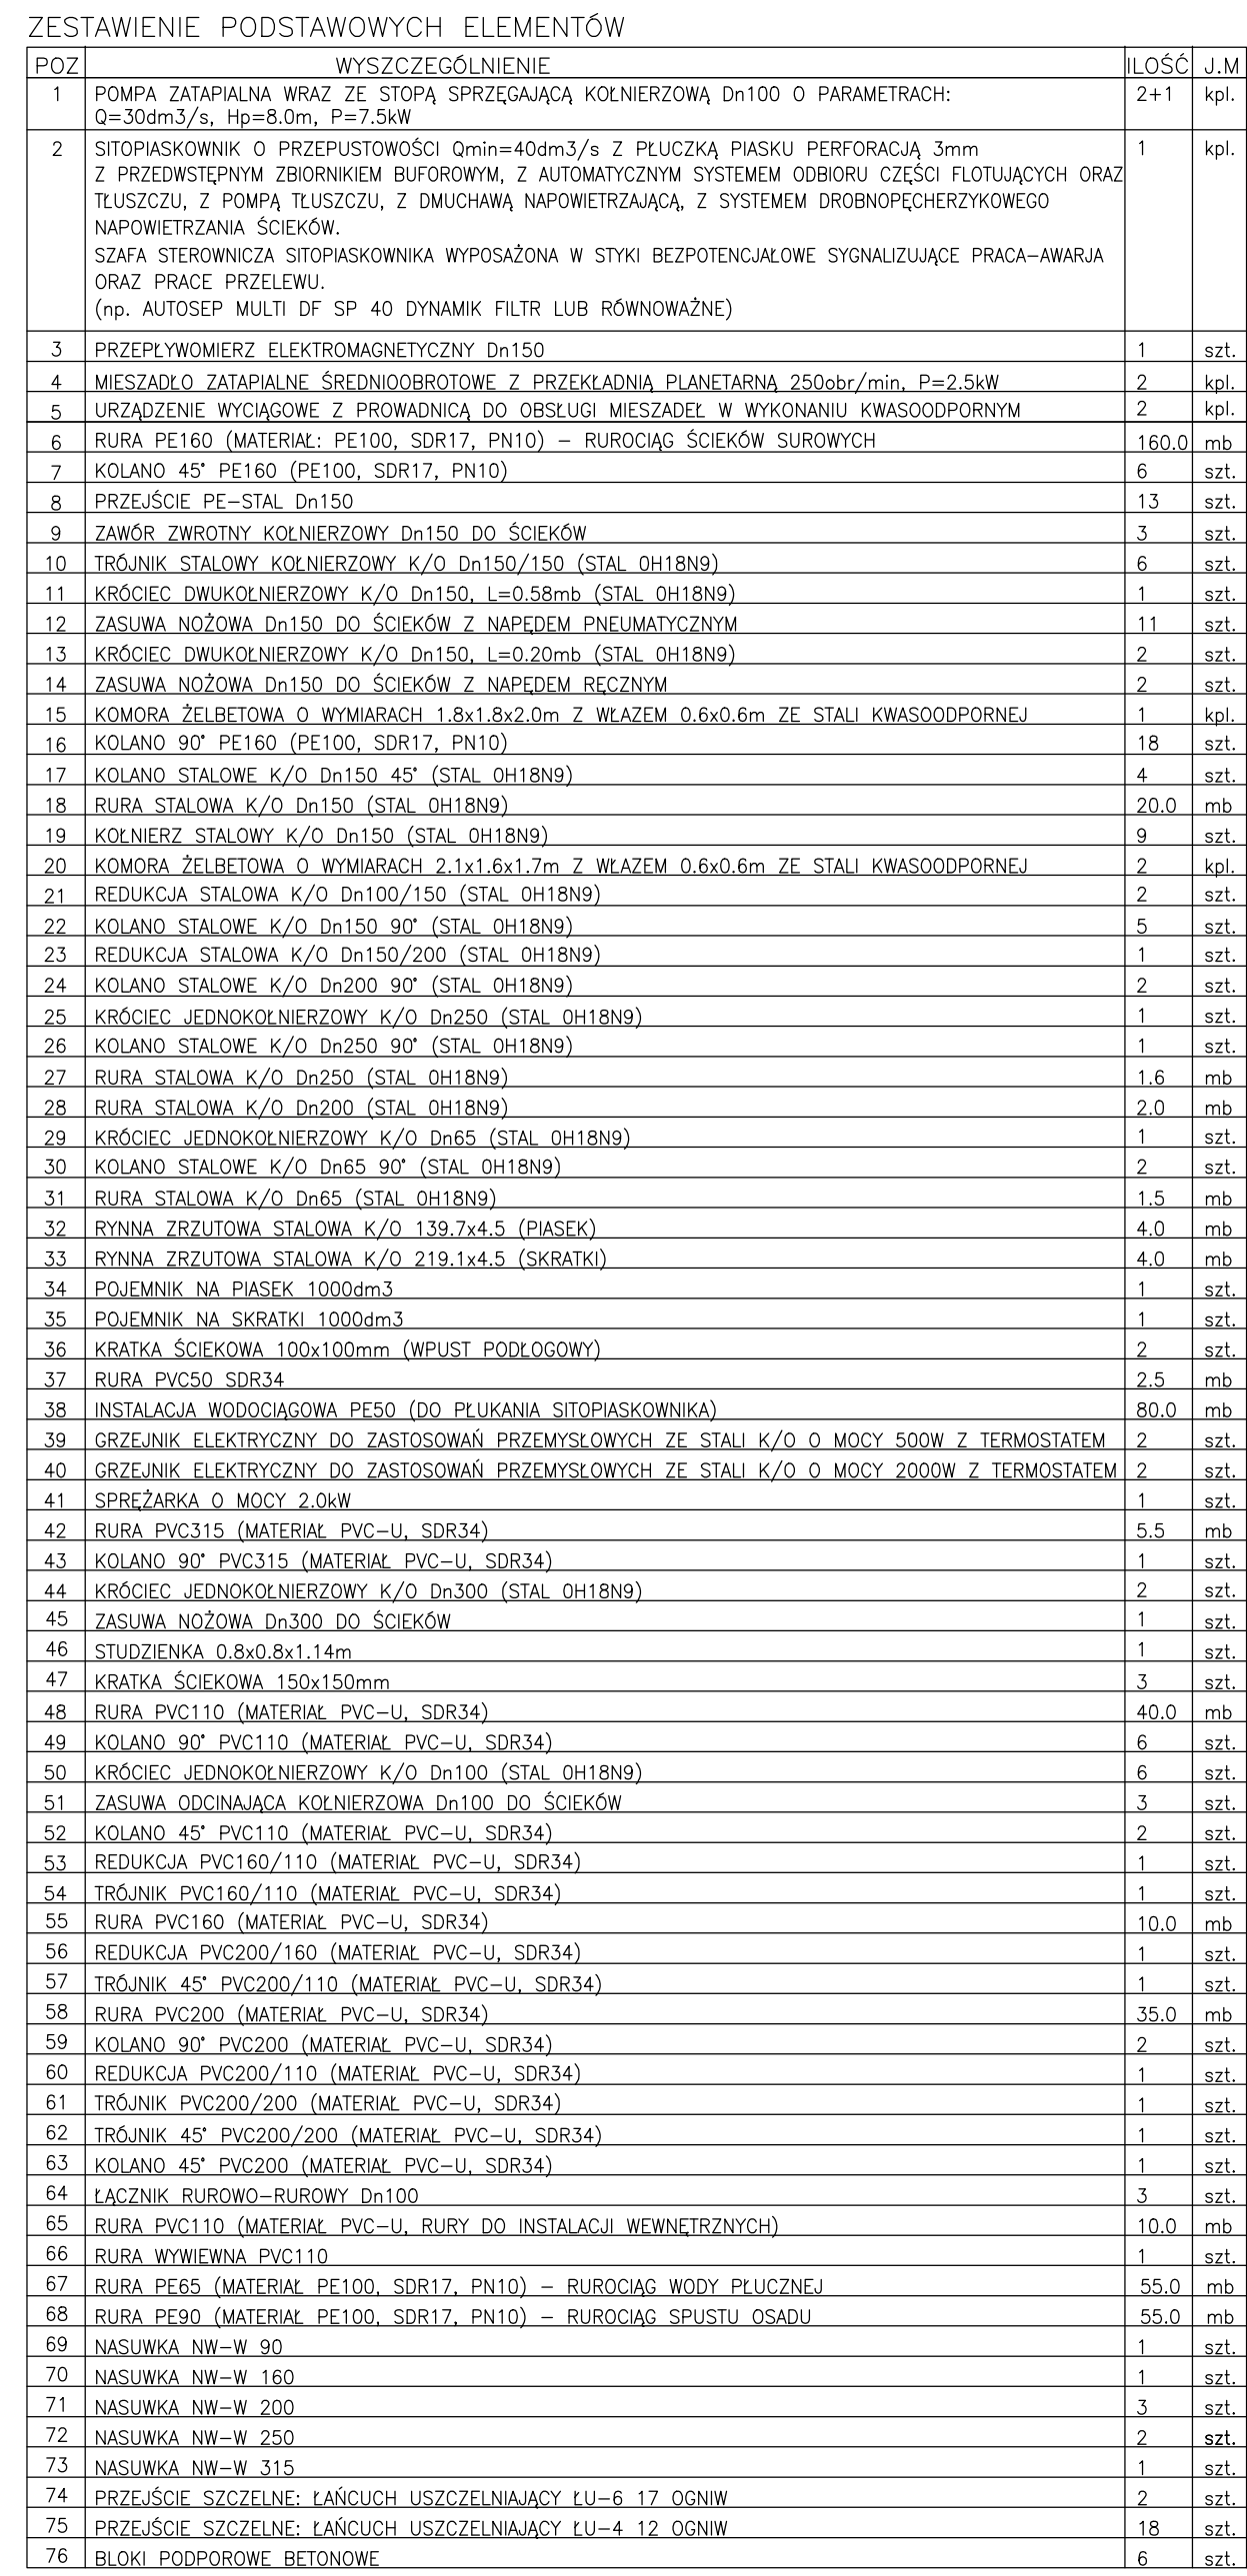 ZESTAWIENIE PODSTAWOWYCH ELEMENTÓW
POZ WYSZCZEGÓLNIENIE ILOŚĆ J.M
1 POMPA ZATAPIALNA WRAZ ZE STOPĄ SPRZĘGAJĄCĄ KOŁNIERZOWĄ Dn100 O PARAMETRACH: 2+1 kpl.
Q=30dm3/s, Hp=8.0m, P=7.5kW
2 SITOPIASKOWNIK O PRZEPUSTOWOŚCI Qmin=40dm3/s Z PŁUCZKĄ PIASKU PERFORACJĄ 3mm 1 kpl.
Z PRZEDWSTĘPNYM ZBIORNIKIEM BUFOROWYM, Z AUTOMATYCZNYM SYSTEMEM ODBIORU CZĘŚCI FLOTUJĄCYCH ORAZ
TŁUSZCZU, Z POMPĄ TŁUSZCZU, Z DMUCHAWĄ NAPOWIETRZAJĄCĄ, Z SYSTEMEM DROBNOPĘCHERZYKOWEGO
NAPOWIETRZANIA ŚCIEKÓW.
SZAFA STEROWNICZA SITOPIASKOWNIKA WYPOSAŻONA W STYKI BEZPOTENCJAŁOWE SYGNALIZUJĄCE PRACA-AWARJA
ORAZ PRACE PRZELEWU.
(np. AUTOSEP MULTI DF SP 40 DYNAMIK FILTR LUB RÓWNOWAŻNE)
3 PRZEPŁYWOMIERZ ELEKTROMAGNETYCZNY Dn150 1 szt.
4 MIESZADŁO ZATAPIALNE ŚREDNIOOBROTOWE Z PRZEKŁADNIĄ PLANETARNĄ 250obr/min, P=2.5kW 2 kpl.
5 URZĄDZENIE WYCIĄGOWE Z PROWADNICĄ DO OBSŁUGI MIESZADEŁ W WYKONANIU KWASOODPORNYM 2 kpl.
6 RURA PE160 (MATERIAŁ: PE100, SDR17, PN10) - RUROCIĄG ŚCIEKÓW SUROWYCH 160.0 mb
7 KOLANO 45° PE160 (PE100, SDR17, PN10) 6 szt.
8 PRZEJŚCIE PE-STAL Dn150 13 szt.
9 ZAWÓR ZWROTNY KOŁNIERZOWY Dn150 DO ŚCIEKÓW 3 szt.
10 TRÓJNIK STALOWY KOŁNIERZOWY K/O Dn150/150 (STAL 0H18N9) 6 szt.
11 KRÓCIEC DWUKOŁNIERZOWY K/O Dn150, L=0.58mb (STAL 0H18N9) 1 szt.
12 ZASUWA NOŻOWA Dn150 DO ŚCIEKÓW Z NAPĘDEM PNEUMATYCZNYM 11 szt.
13 KRÓCIEC DWUKOŁNIERZOWY K/O Dn150, L=0.20mb (STAL 0H18N9) 2 szt.
14 ZASUWA NOŻOWA Dn150 DO ŚCIEKÓW Z NAPĘDEM RĘCZNYM 2 szt.
15 KOMORA ŻELBETOWA O WYMIARACH 1.8x1.8x2.0m Z WŁAZEM 0.6x0.6m ZE STALI KWASOODPORNEJ 1 kpl.
16 KOLANO 90° PE160 (PE100, SDR17, PN10) 18 szt.
17 KOLANO STALOWE K/O Dn150 45° (STAL 0H18N9) 4 szt.
18 RURA STALOWA K/O Dn150 (STAL 0H18N9) 20.0 mb
19 KOŁNIERZ STALOWY K/O Dn150 (STAL 0H18N9) 9 szt.
20 KOMORA ŻELBETOWA O WYMIARACH 2.1x1.6x1.7m Z WŁAZEM 0.6x0.6m ZE STALI KWASOODPORNEJ 2 kpl.
21 REDUKCJA STALOWA K/O Dn100/150 (STAL 0H18N9) 2 szt.
22 KOLANO STALOWE K/O Dn150 90° (STAL 0H18N9) 5 szt.
23 REDUKCJA STALOWA K/O Dn150/200 (STAL 0H18N9) 1 szt.
24 KOLANO STALOWE K/O Dn200 90° (STAL 0H18N9) 2 szt.
25 KRÓCIEC JEDNOKOŁNIERZOWY K/O Dn250 (STAL 0H18N9) 1 szt.
26 KOLANO STALOWE K/O Dn250 90° (STAL 0H18N9) 1 szt.
27 RURA STALOWA K/O Dn250 (STAL 0H18N9) 1.6 mb
28 RURA STALOWA K/O Dn200 (STAL 0H18N9) 2.0 mb
29 KRÓCIEC JEDNOKOŁNIERZOWY K/O Dn65 (STAL 0H18N9) 1 szt.
30 KOLANO STALOWE K/O Dn65 90° (STAL 0H18N9) 2 szt.
31 RURA STALOWA K/O Dn65 (STAL 0H18N9) 1.5 mb
32 RYNNA ZRZUTOWA STALOWA K/O 139.7x4.5 (PIASEK) 4.0 mb
33 RYNNA ZRZUTOWA STALOWA K/O 219.1x4.5 (SKRATKI) 4.0 mb
34 POJEMNIK NA PIASEK 1000dm3 1 szt.
35 POJEMNIK NA SKRATKI 1000dm3 1 szt.
36 KRATKA ŚCIEKOWA 100x100mm (WPUST PODŁOGOWY) 2 szt.
37 RURA PVC50 SDR34 2.5 mb
38 INSTALACJA WODOCIĄGOWA PE50 (DO PŁUKANIA SITOPIASKOWNIKA) 80.0 mb
39 GRZEJNIK ELEKTRYCZNY DO ZASTOSOWAŃ PRZEMYSŁOWYCH ZE STALI K/O O MOCY 500W Z TERMOSTATEM 2 szt.
40 GRZEJNIK ELEKTRYCZNY DO ZASTOSOWAŃ PRZEMYSŁOWYCH ZE STALI K/O O MOCY 2000W Z TERMOSTATEM 2 szt.
41 SPRĘŻARKA O MOCY 2.0kW 1 szt.
42 RURA PVC315 (MATERIAŁ PVC-U, SDR34) 5.5 mb
43 KOLANO 90° PVC315 (MATERIAŁ PVC-U, SDR34) 1 szt.
44 KRÓCIEC JEDNOKOŁNIERZOWY K/O Dn300 (STAL 0H18N9) 2 szt.
45 ZASUWA NOŻOWA Dn300 DO ŚCIEKÓW 1 szt.
46 STUDZIENKA 0.8x0.8x1.14m 1 szt.
47 KRATKA ŚCIEKOWA 150x150mm 3 szt.
48 RURA PVC110 (MATERIAŁ PVC-U, SDR34) 40.0 mb
49 KOLANO 90° PVC110 (MATERIAŁ PVC-U, SDR34) 6 szt.
50 KRÓCIEC JEDNOKOŁNIERZOWY K/O Dn100 (STAL 0H18N9) 6 szt.
51 ZASUWA ODCINAJĄCA KOŁNIERZOWA Dn100 DO ŚCIEKÓW 3 szt.
52 KOLANO 45° PVC110 (MATERIAŁ PVC-U, SDR34) 2 szt.
53 REDUKCJA PVC160/110 (MATERIAŁ PVC-U, SDR34) 1 szt.
54 TRÓJNIK PVC160/110 (MATERIAŁ PVC-U, SDR34) 1 szt.
55 RURA PVC160 (MATERIAŁ PVC-U, SDR34) 10.0 mb
56 REDUKCJA PVC200/160 (MATERIAŁ PVC-U, SDR34) 1 szt.
57 TRÓJNIK 45° PVC200/110 (MATERIAŁ PVC-U, SDR34) 1 szt.
58 RURA PVC200 (MATERIAŁ PVC-U, SDR34) 35.0 mb
59 KOLANO 90° PVC200 (MATERIAŁ PVC-U, SDR34) 2 szt.
60 REDUKCJA PVC200/110 (MATERIAŁ PVC-U, SDR34) 1 szt.
61 TRÓJNIK PVC200/200 (MATERIAŁ PVC-U, SDR34) 1 szt.
62 TRÓJNIK 45° PVC200/200 (MATERIAŁ PVC-U, SDR34) 1 szt.
63 KOLANO 45° PVC200 (MATERIAŁ PVC-U, SDR34) 1 szt.
64 ŁĄCZNIK RUROWO-RUROWY Dn100 3 szt.
65 RURA PVC110 (MATERIAŁ PVC-U, RURY DO INSTALACJI WEWNĘTRZNYCH) 10.0 mb
66 RURA WYWIEWNA PVC110 1 szt.
67 RURA PE65 (MATERIAŁ PE100, SDR17, PN10) - RUROCIĄG WODY PŁUCZNEJ 55.0 mb
68 RURA PE90 (MATERIAŁ PE100, SDR17, PN10) - RUROCIĄG SPUSTU OSADU 55.0 mb
69 NASUWKA NW-W 90 1 szt.
70 NASUWKA NW-W 160 1 szt.
71 NASUWKA NW-W 200 3 szt.
72 NASUWKA NW-W 250 2 szt.
73 NASUWKA NW-W 315 1 szt.
74 PRZEJŚCIE SZCZELNE: ŁAŃCUCH USZCZELNIAJĄCY ŁU-6 17 OGNIW 2 szt.
75 PRZEJŚCIE SZCZELNE: ŁAŃCUCH USZCZELNIAJĄCY ŁU-4 12 OGNIW 18 szt.
76 BLOKI PODPOROWE BETONOWE 6 szt.